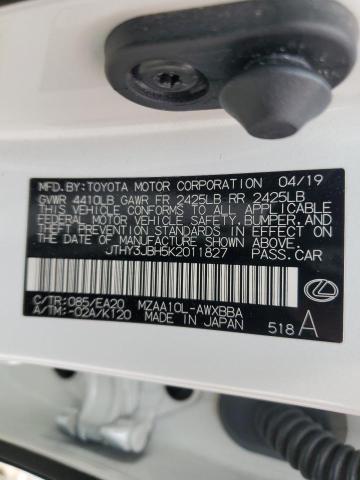 MFD.BY:TOYOTA MOTOR CORPORATION 04/19
GVWR 4410LB GAWR FR 2425LB RR 2425LB
THIS VEHICLE CONFORMS TO ALL APPLICABLE
FEDERAL MOTOR VEHICLE SAFETY, BUMPER, AND
THEFT PREVENTION STANDARDS IN EFFECT ON
THE DATE OF MANUFACTURE SHOWN ABOVE.
JTHY3JBH5K2011827 PASS.CAR
C/TR:085/EA20 MZAA10L-AWXBBA
A/TM:-02A/K120 MADE IN JAPAN 518 A